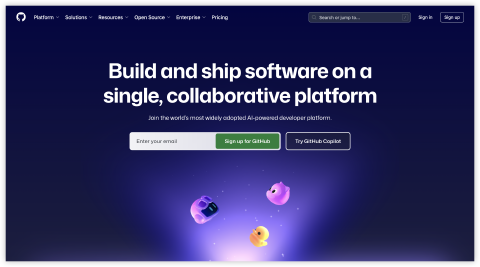 Platform Solutions Resources Open Source Enterprise Pricing Search or jump to... Sign in Sign up
Build and ship software on a
single, collaborative platform
Join the world's most widely adopted AI-powered developer platform.
Enter your email Sign up for GitHub Try GitHub Copilot